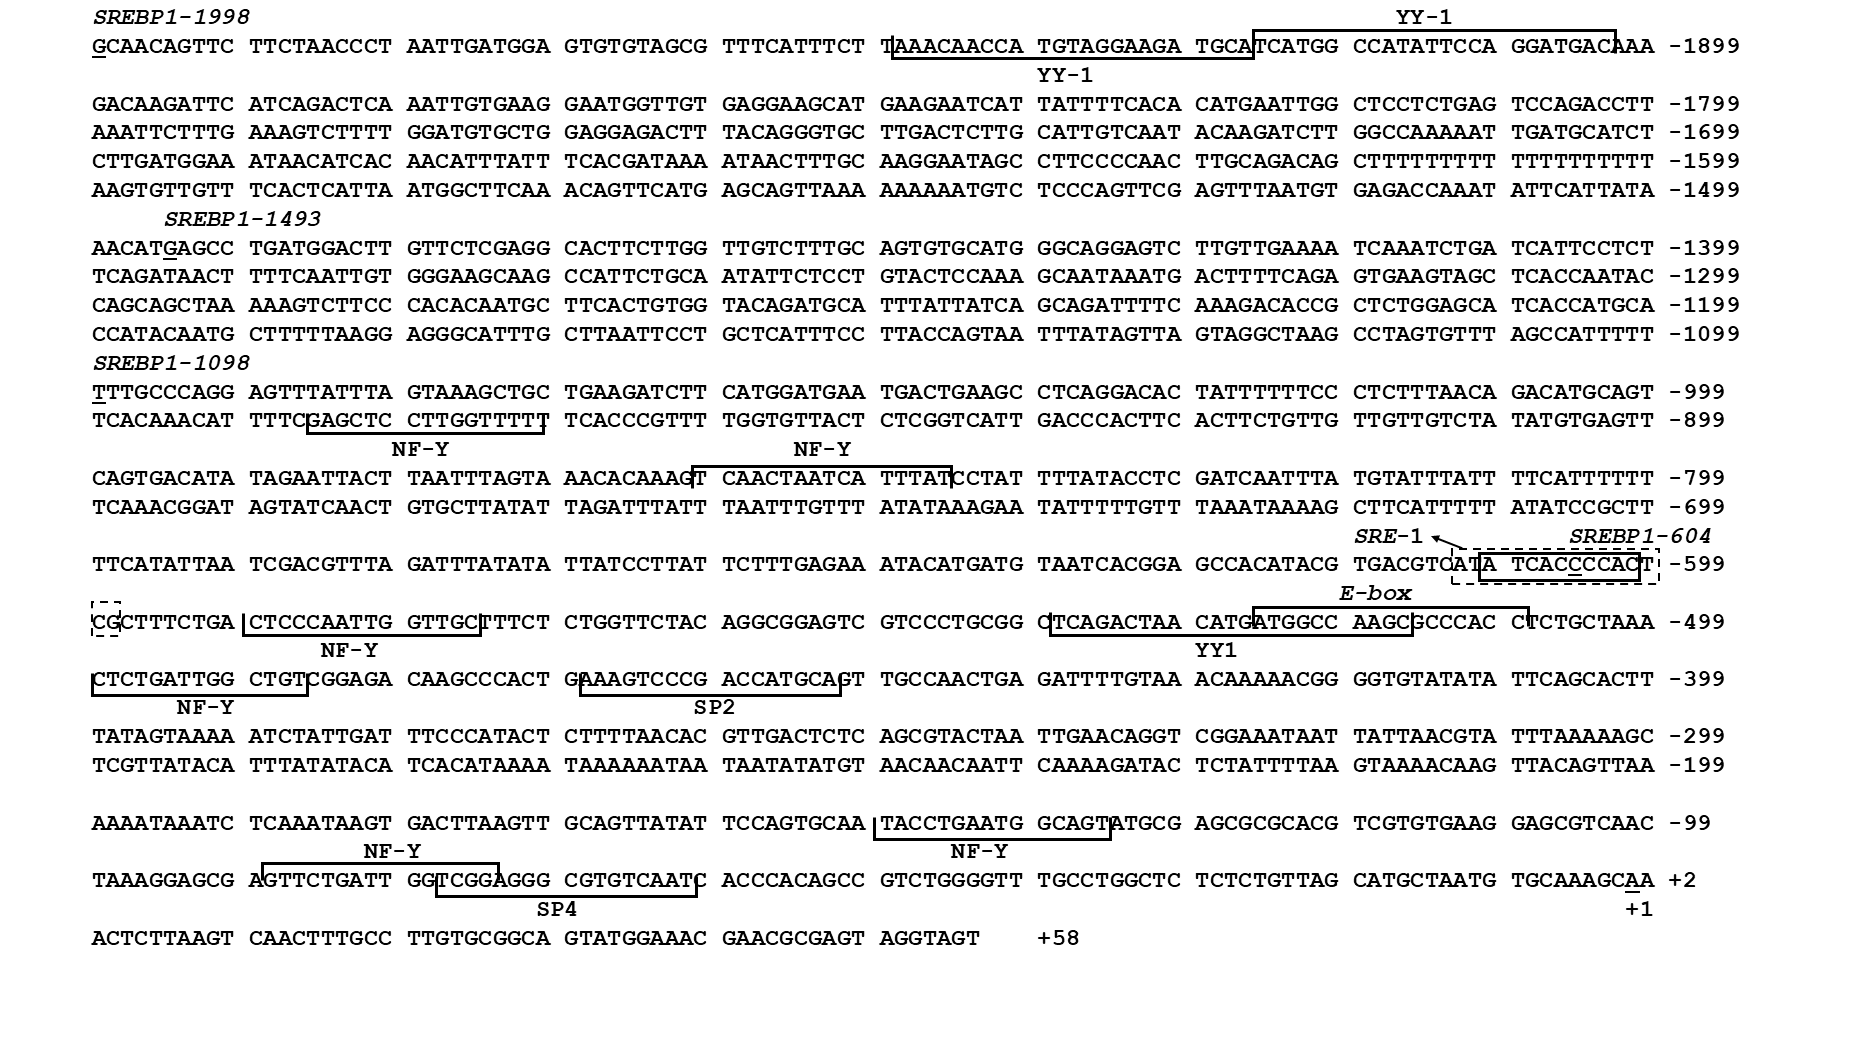 SREBP1-1998 YY-1
GCAACAGTTC TTCTAACCCT AATTGATGGA GTGTGTAGCG TTTCATTTCT TAAACAACCA TGTAGGAAGA TGCATCATGG CCATATTCCA GGATGACAAA -1899
YY-1
GACAAGATTC ATCAGACTCA AATTGTGAAG GAATGGTTGT GAGGAAGCAT GAAGAATCAT TATTTTCACA CATGAATTGG CTCCTCTGAG TCCAGACCTT -1799
AAATTCTTTG AAAGTCTTTT GGATGTGCTG GAGGAGACTT TACAGGGTGC TTGACTCTTG CATTGTCAAT ACAAGATCTT GGCCAAAAAT TGATGCATCT -1699
CTTGATGGAA ATAACATCAC AACATTTATT TCACGATAAA ATAACTTTGC AAGGAATAGC CTTCCCCAAC TTGCAGACAG CTTTTTTTTT TTTTTTTTTT -1599
AAGTGTTGTT TCACTCATTA ATGGCTTCAA ACAGTTCATG AGCAGTTAAA AAAAAATGTC TCCCAGTTCG AGTTTAATGT GAGACCAAAT ATTCATTATA -1499
SREBP1-1493
AACATGAGCC TGATGGACTT GTTCTCGAGG CACTTCTTGG TTGTCTTTGC AGTGTGCATG GGCAGGAGTC TTGTTGAAAA TCAAATCTGA TCATTCCTCT -1399
TCAGATAACT TTTCAATTGT GGGAAGCAAG CCATTCTGCA ATATTCTCCT GTACTCCAAA GCAATAAATG ACTTTTCAGA GTGAAGTAGC TCACCAATAC -1299
CAGCAGCTAA AAAGTCTTCC CACACAATGC TTCACTGTGG TACAGATGCA TTTATTATCA GCAGATTTTC AAAGACACCG CTCTGGAGCA TCACCATGCA -1199
CCATACAATG CTTTTTAAGG AGGGCATTTG CTTAATTCCT GCTCATTTCC TTACCAGTAA TTTATAGTTA GTAGGCTAAG CCTAGTGTTT AGCCATTTTT -1099
SREBP1-1098
TTTGCCCAGG AGTTTATTTA GTAAAGCTGC TGAAGATCTT CATGGATGAA TGACTGAAGC CTCAGGACAC TATTTTTTCC CTCTTTAACA GACATGCAGT -999
TCACAAACAT TTTCGAGCTC CTTGGTTTTT TCACCCGTTT TGGTGTTACT CTCGGTCATT GACCCACTTC ACTTCTGTTG TTGTTGTCTA TATGTGAGTT -899
NF-Y NF-Y
CAGTGACATA TAGAATTACT TAATTTAGTA AACACAAAGT CAACTAATCA TTTATCCTAT TTTATACCTC GATCAATTTA TGTATTTATT TTCATTTTTT -799
TCAAACGGAT AGTATCAACT GTGCTTATAT TAGATTTATT TAATTTGTTT ATATAAAGAA TATTTTTGTT TAAATAAAAG CTTCATTTTT ATATCCGCTT -699
SRE-1 SREBP1-604
TTCATATTAA TCGACGTTTA GATTTATATA TATCCTTATT TCTTTGAGAA ATACATGATG TAATCACGGA GCCACATACG TGACGTCATA TCACCCCACT -599
E-box
CGCTTTCTGA CTCCCAATTG GTTGCTTTCT CTGGTTCTAC AGGCGGAGTC GTCCCTGCGG CTCAGACTAA CATGATGGCC AAGCGCCCAC CTCTGCTAAA -499
NF-Y YY1
CTCTGATTGG CTGTCGGAGA CAAGCCCACT GAAAGTCCCG ACCATGCAGT TGCCAACTGA GATTTTGTAA ACAAAAACGG GGTGTATATA TTCAGCACTT -399
NF-Y SP2
TATAGTAAAA ATCTATTGAT TTCCCATACT CTTTTAACAC GTTGACTCTC AGCGTACTAA TTGAACAGGT CGGAAATAAT TATTAACGTA TTTAAAAAGC -299
TCGTTATACA TTTATATACA TCACATAAAA TAAAAAATAA TAATATATGT AACAACAATT CAAAAGATAC TCTATTTTAA GTAAAACAAG TTACAGTTAA -199
AAAATAAATC TCAAATAAGT GACTTAAGTT GCAGTTATAT TCCAGTGCAA TACCTGAATG GCAGTATGCG AGCGCGCACG TCGTGTGAAG GAGCGTCAAC -99
NF-Y NF-Y
TAAAGGAGCG AGTTCTGATT GGTCGGAGGG CGTGTCAATC ACCCACAGCC GTCTGGGGTT TGCCTGGCTC TCTCTGTTAG CATGCTAATG TGCAAAGCAA +2
SP4 +1
ACTCTTAAGT CAACTTTGCC TTGTGCGGCA GTATGGAAAC GAACGCGAGT AGGTAGT +58